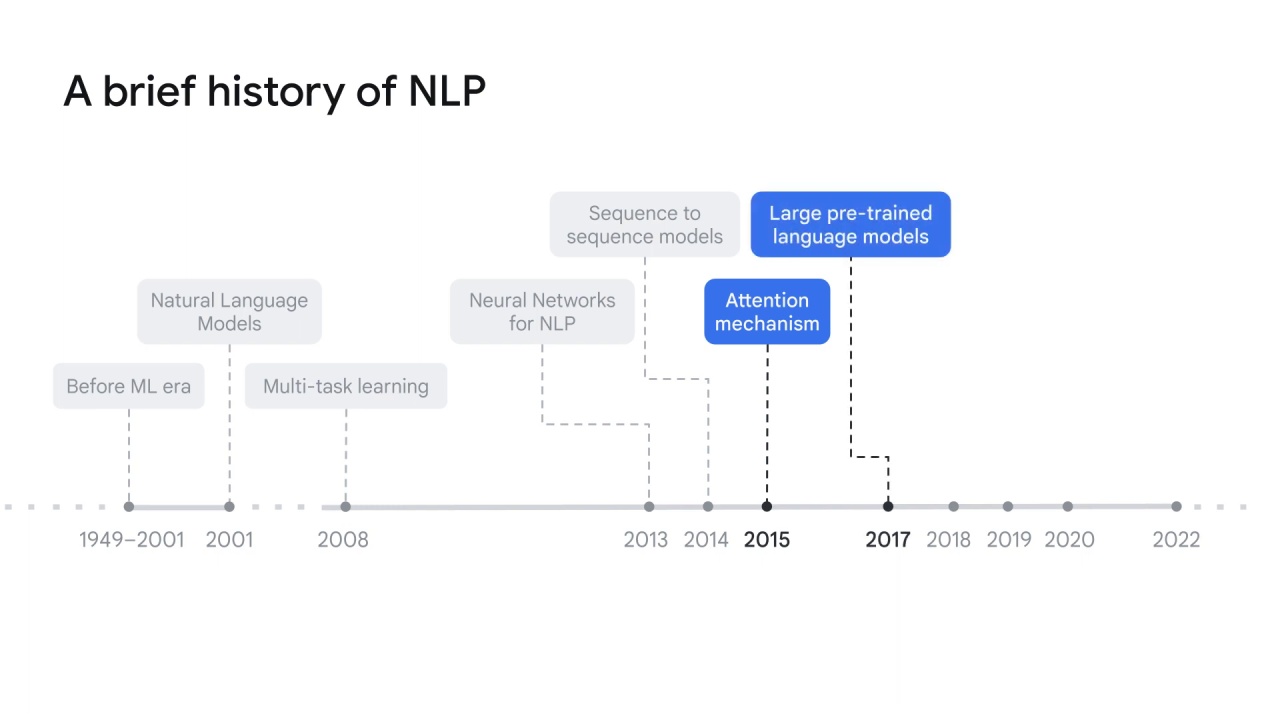 A brief history of NLP
Sequence to
sequence models
Large pre-trained
language models
Natural Language
Models
Neural Networks
for NLP
Attention
mechanism
Before ML era
Multi-task learning
1949–2001 2001 2008 2013 2014 2015 2017 2018 2019 2020 2022